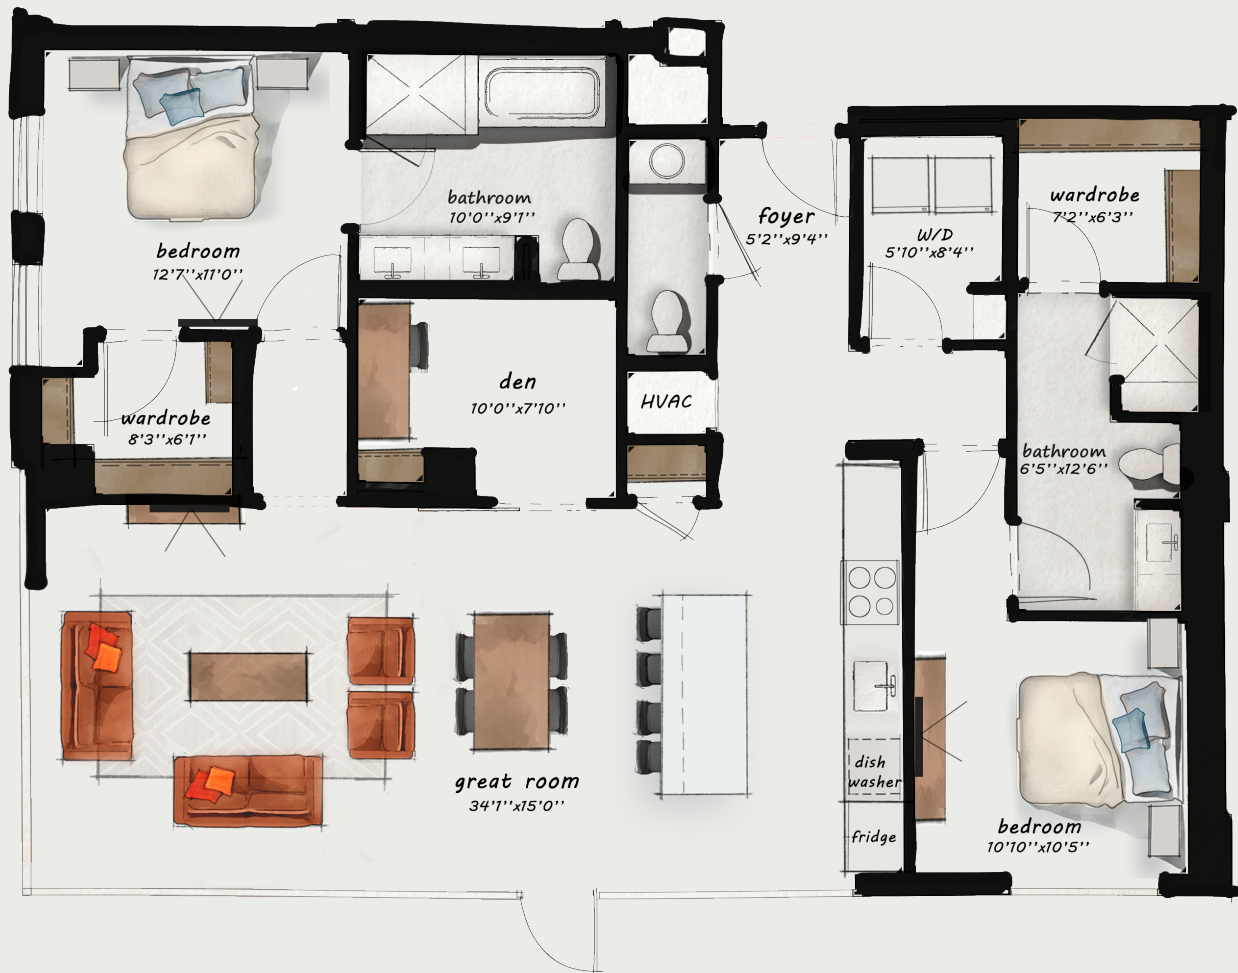 bathroom
10'0''x9'1''
bedroom
12'7''x11'0''
foyer
5'2''x9'4''
W/D
5'10''x8'4''
wardrobe
7'2''x6'3''
den
10'0''x7'10''
HVAC
wardrobe
8'3''x6'1''
bathroom
6'5''x12'6''
great room
34'1''x15'0''
dish
washer
fridge
bedroom
10'10''x10'5''